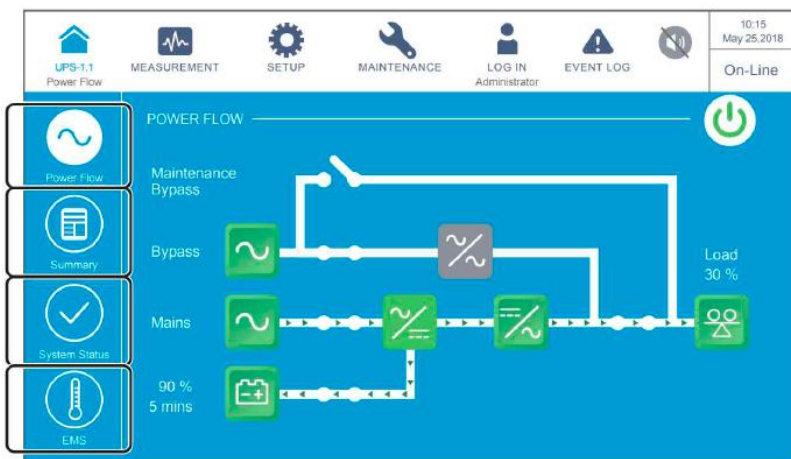 UPS-1.1
Power Flow
MEASUREMENT
SETUP
MAINTENANCE
LOG IN
Administrator
EVENT LOG
10:15
May 25,2018
On-Line
Power Flow
Summary
System Status
EMS
POWER FLOW
Maintenance
Bypass
Bypass
Mains
90 %
5 mins
Load
30 %